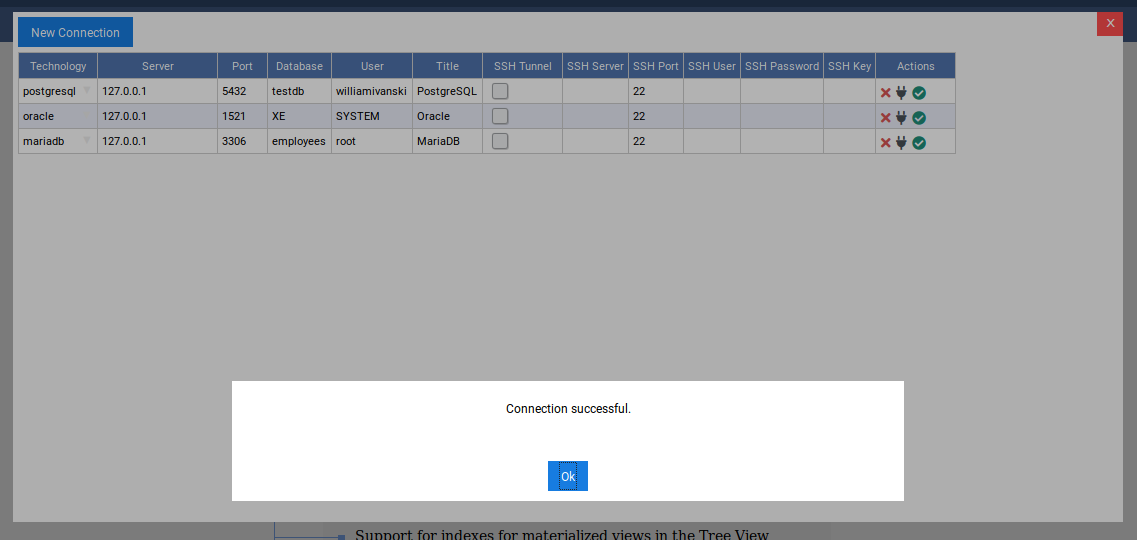 New Connection
X
Technology Server Port Database User Title SSH Tunnel SSH Server SSH Port SSH User SSH Password SSH Key Actions
postgresql 127.0.0.1 5432 testdb williamivanski PostgreSQL 22
oracle 127.0.0.1 1521 XE SYSTEM Oracle 22
mariadb 127.0.0.1 3306 employees root MariaDB 22
Connection successful.
Ok
Support for indexes for materialized views in the Tree View